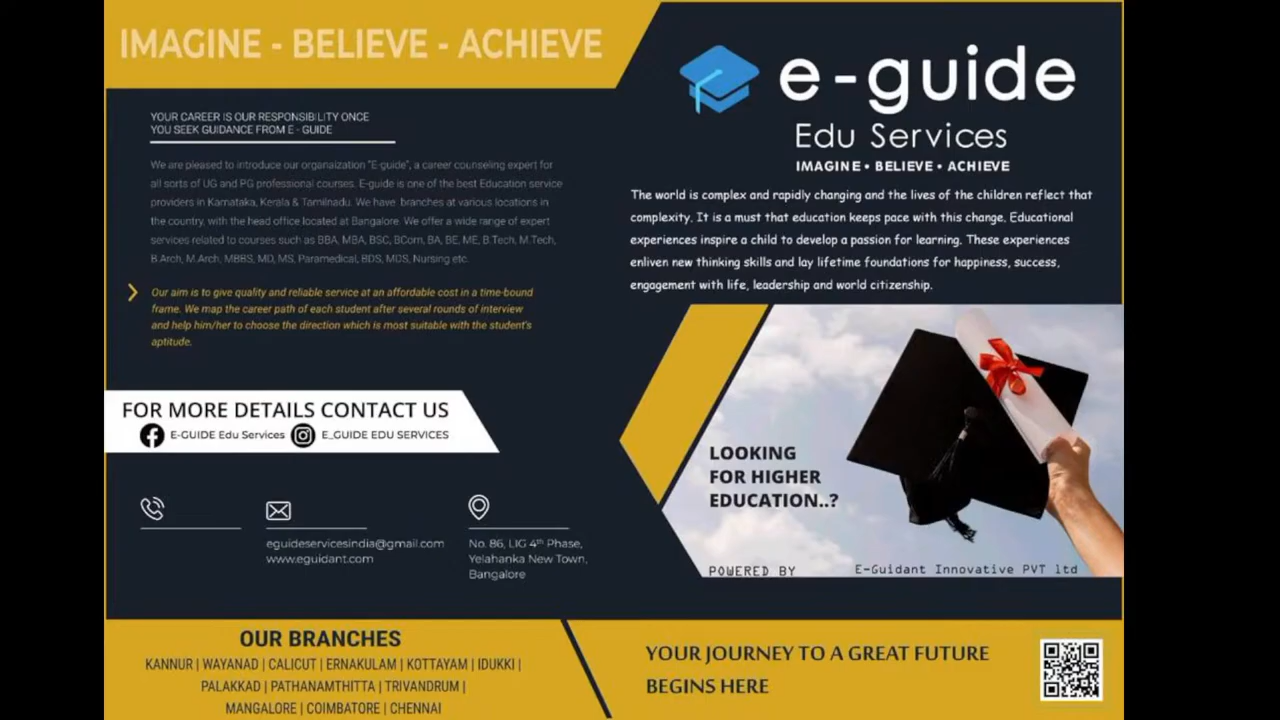 IMAGINE - BELIEVE - ACHIEVE
YOUR CAREER IS OUR RESPONSIBILITY ONCE
YOU SEEK GUIDANCE FROM E - GUIDE
We are pleased to introduce our organaization "E-guide", a career counseling expert for
all sorts of UG and PG professional courses. E-guide is one of the best Education service
providers in Karnataka, Kerala & Tamilnadu. We have branches at various locations in
the country, with the head office located at Bangalore. We offer a wide range of expert
services related to courses such as BBA, MBA, BSC, BCom, BA, BE, ME, B.Tech, M.Tech,
B.Arch, M.Arch, MBBS, MD, MS, Paramedical, BDS, MDS, Nursing etc.
Our aim is to give quality and reliable service at an affordable cost in a time-bound
frame. We map the career path of each student after several rounds of interview
and help him/her to choose the direction which is most suitable with the student's
aptitude.
FOR MORE DETAILS CONTACT US
E-GUIDE Edu Services E_GUIDE EDU SERVICES
eguideservicesindia@gmail.com
www.eguidant.com
No. 86, LIG 4th Phase,
Yelahanka New Town,
Bangalore
OUR BRANCHES
KANNUR | WAYANAD | CALICUT | ERNAKULAM | KOTTAYAM | IDUKKI |
PALAKKAD | PATHANAMTHITTA | TRIVANDRUM |
MANGALORE | COIMBATORE | CHENNAI
e-guide
Edu Services
IMAGINE • BELIEVE • ACHIEVE
The world is complex and rapidly changing and the lives of the children reflect that
complexity. It is a must that education keeps pace with this change. Educational
experiences inspire a child to develop a passion for learning. These experiences
enliven new thinking skills and lay lifetime foundations for happiness, success,
engagement with life, leadership and world citizenship.
LOOKING
FOR HIGHER
EDUCATION..?
POWERED BY E-Guidant Innovative PVT ltd
YOUR JOURNEY TO A GREAT FUTURE
BEGINS HERE